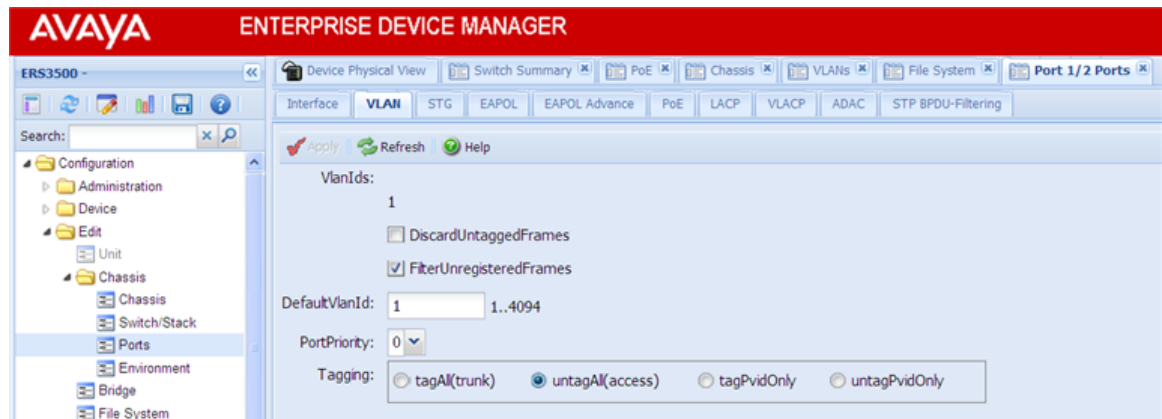 AVAYA ENTERPRISE DEVICE MANAGER
ERS3500 -
Device Physical View Switch Summary PoE Chassis VLANs File System Port 1/2 Ports
Interface VLAN STG EAPOL EAPOL Advance PoE LACP VLACP ADAC STP BPDU-Filtering
Search:
Apply Refresh Help
Configuration
Administration
Device
Edit
Unit
Chassis
Chassis
Switch/Stack
Ports
Environment
Bridge
File System
VlanIds:
1
DiscardUntaggedFrames
FilterUnregisteredFrames
DefaultVlanId: 1 1..4094
PortPriority: 0
Tagging: tagAll(trunk) untagAll(access) tagPvidOnly untagPvidOnly